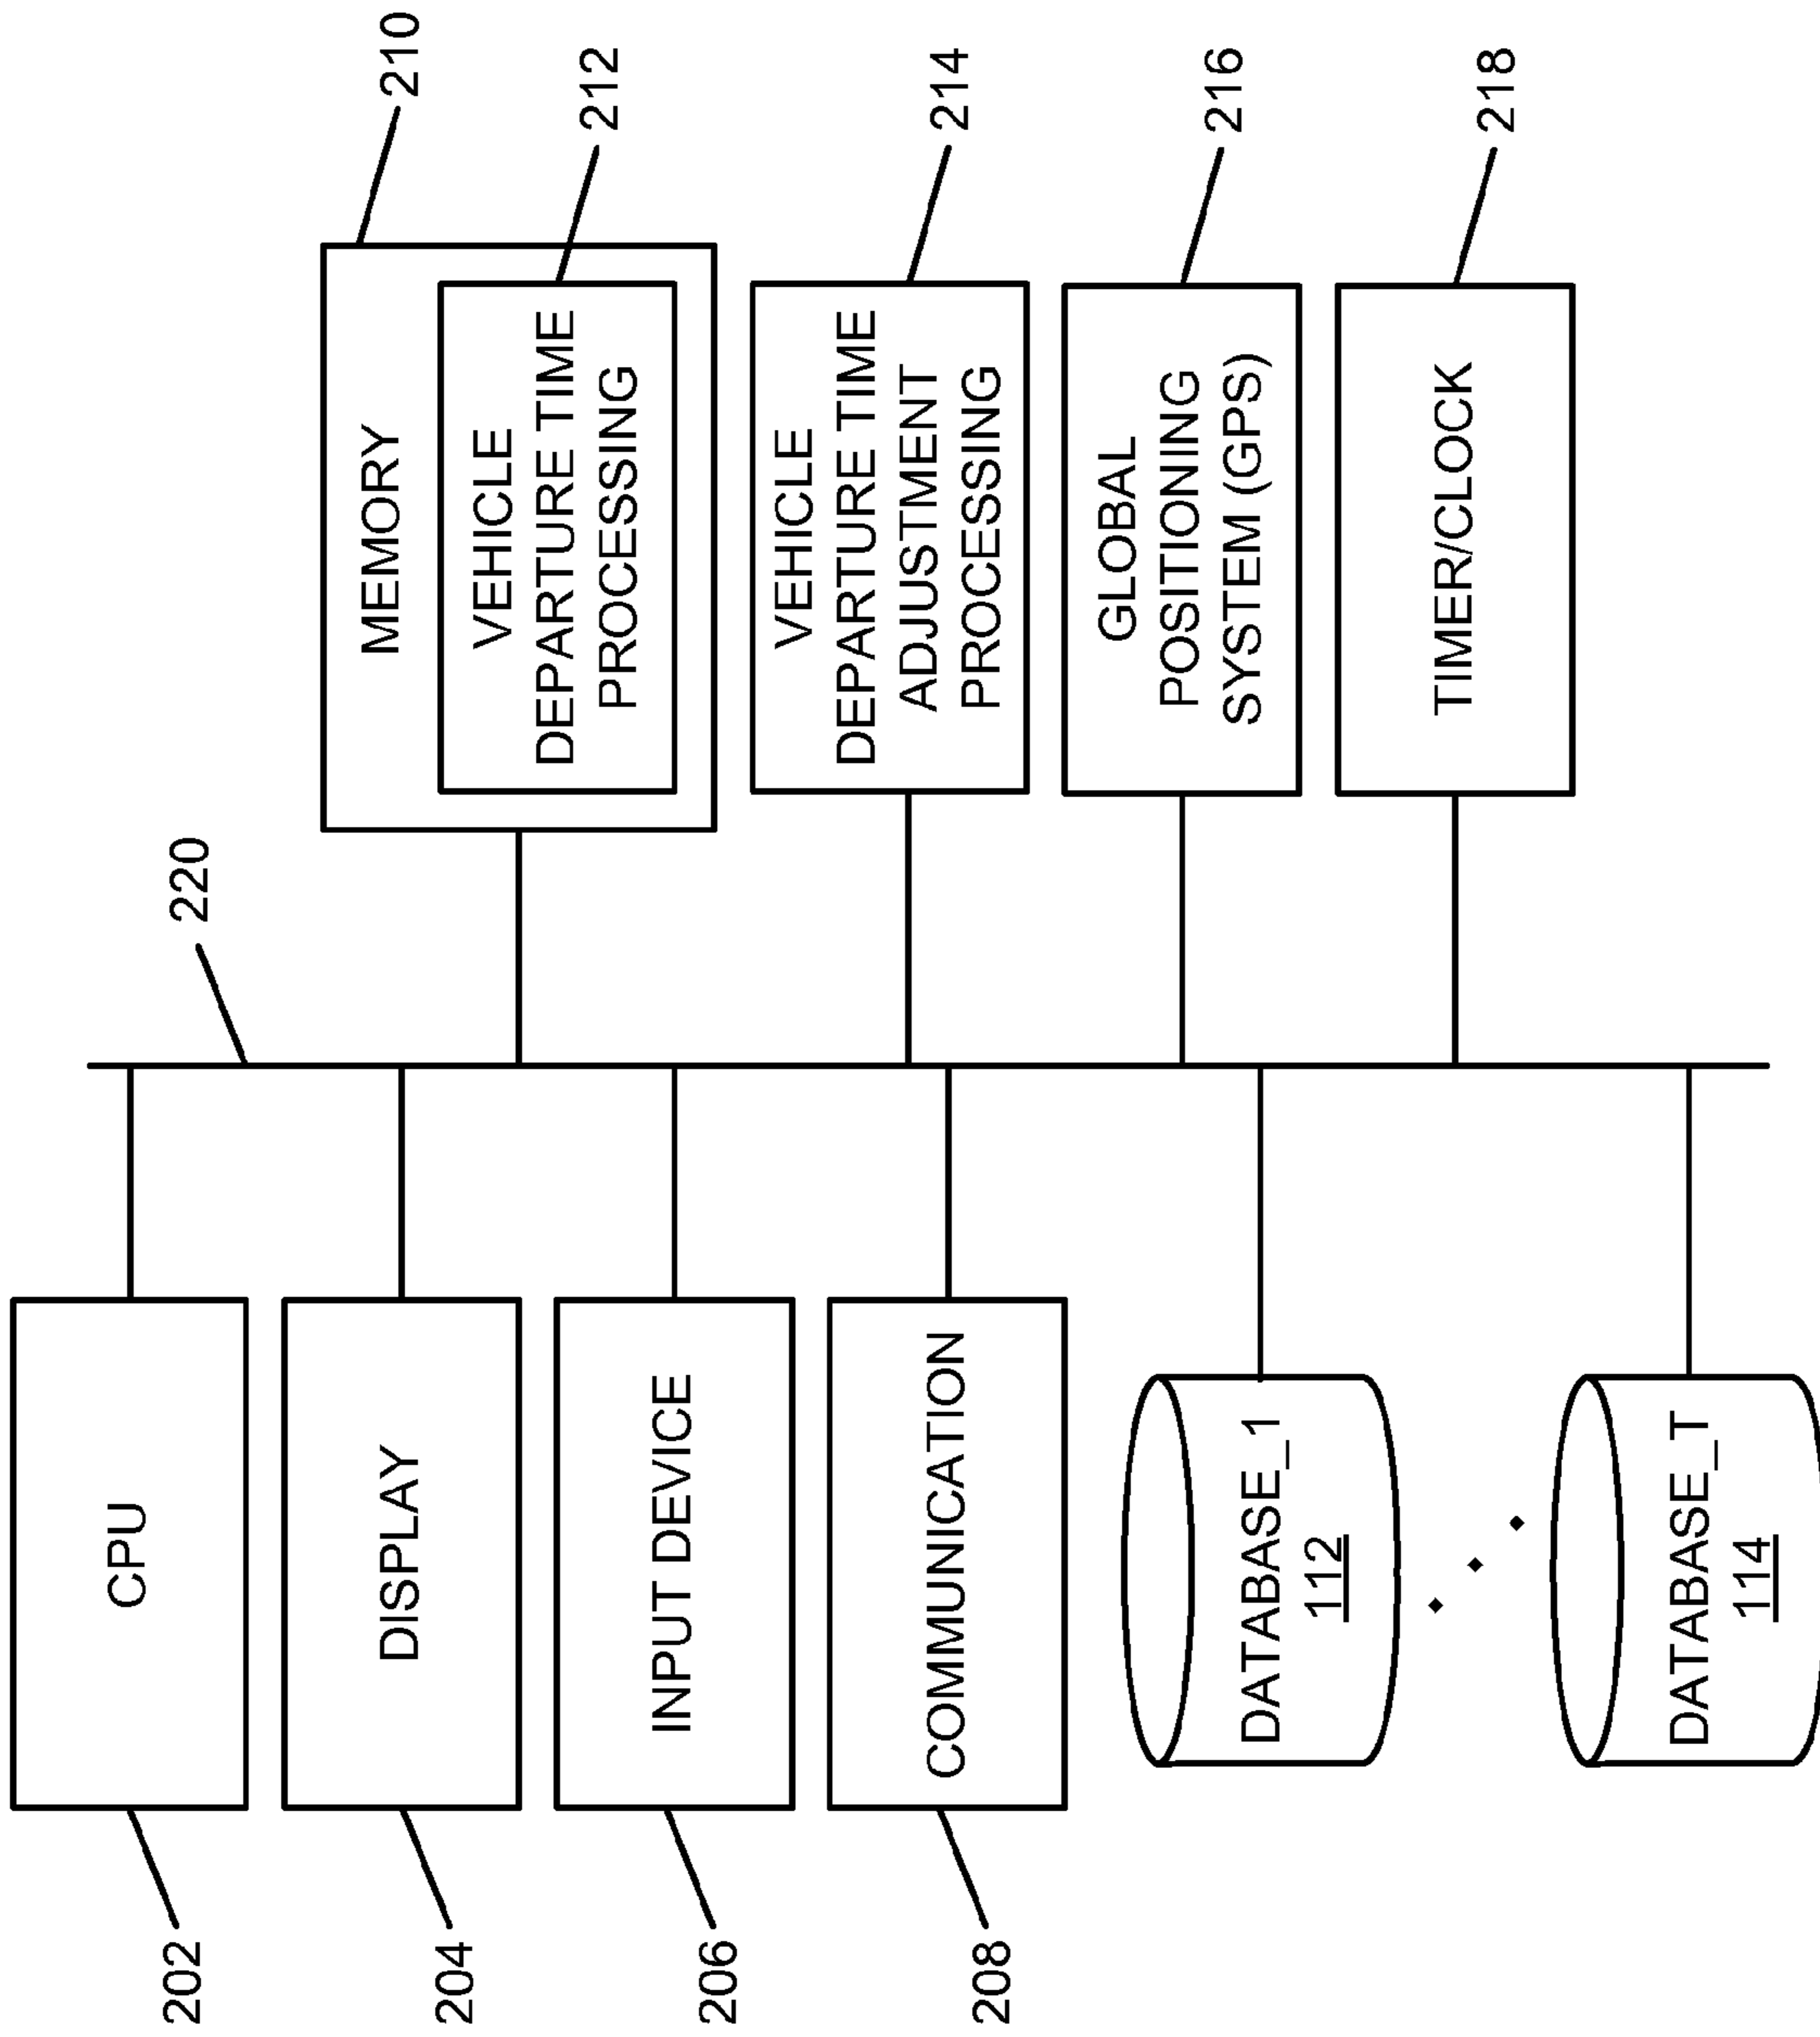 202
CPU
204
DISPLAY
206
INPUT DEVICE
208
COMMUNICATION
DATABASE_1
112
DATABASE_T
114
220
MEMORY
210
VEHICLE
DEPARTURE TIME
PROCESSING
212
VEHICLE
DEPARTURE TIME
ADJUSTMENT
PROCESSING
214
GLOBAL
POSITIONING
SYSTEM (GPS)
216
TIMER/CLOCK
218